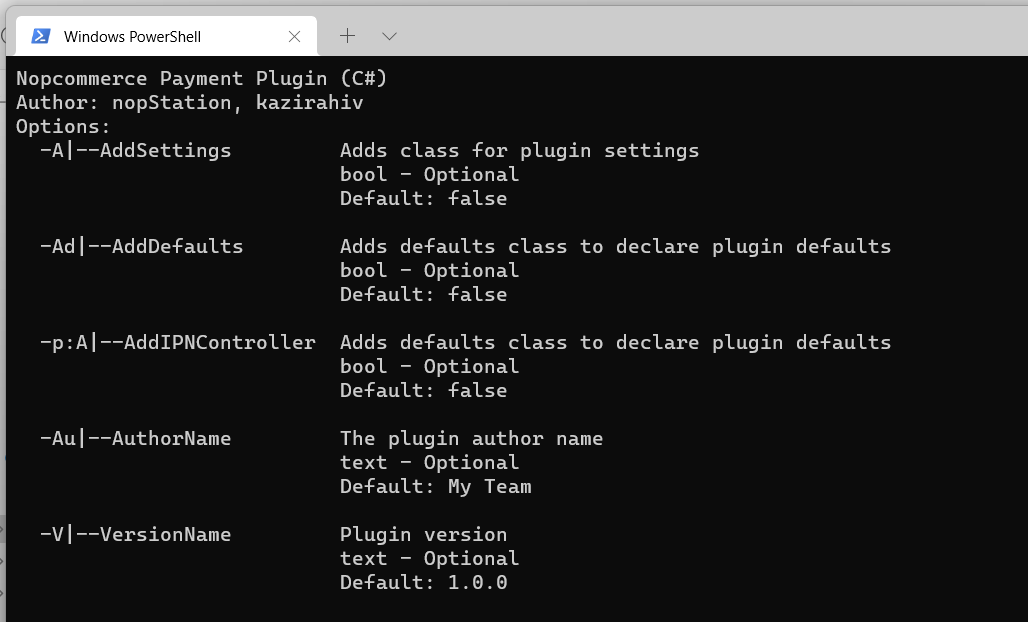 Windows PowerShell
Nopcommerce Payment Plugin (C#)
Author: nopStation, kazirahiv
Options:
-A|--AddSettings Adds class for plugin settings
bool - Optional
Default: false
-Ad|--AddDefaults Adds defaults class to declare plugin defaults
bool - Optional
Default: false
-p:A|--AddIPNController Adds defaults class to declare plugin defaults
bool - Optional
Default: false
-Au|--AuthorName The plugin author name
text - Optional
Default: My Team
-V|--VersionName Plugin version
text - Optional
Default: 1.0.0